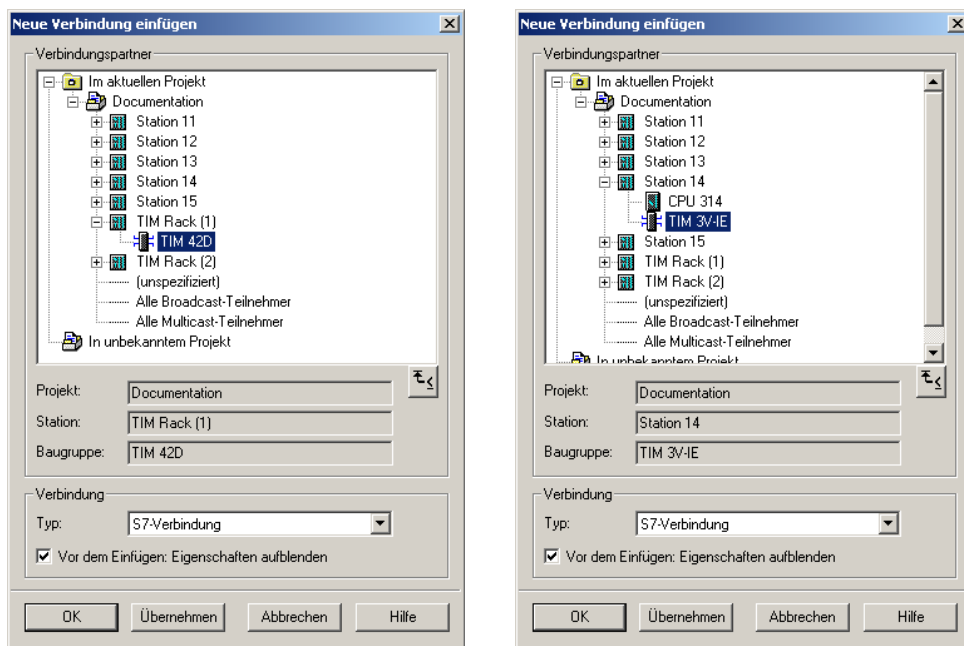 Neue Verbindung einfügen
Verbindungspartner
Im aktuellen Projekt
Documentation
Station 11
Station 12
Station 13
Station 14
Station 15
TIM Rack (1)
TIM 42D
TIM Rack (2)
(unspezifiziert)
Alle Broadcast-Teilnehmer
Alle Multicast-Teilnehmer
In unbekanntem Projekt
Projekt: Documentation
Station: TIM Rack (1)
Baugruppe: TIM 42D
Verbindung
Typ: S7-Verbindung
Vor dem Einfügen: Eigenschaften aufblenden
OK Übernehmen Abbrechen Hilfe
Neue Verbindung einfügen
Verbindungspartner
Im aktuellen Projekt
Documentation
Station 11
Station 12
Station 13
Station 14
CPU 314
TIM 3V-IE
Station 15
TIM Rack (1)
TIM Rack (2)
(unspezifiziert)
Alle Broadcast-Teilnehmer
Alle Multicast-Teilnehmer
In unbekanntem Projekt
Projekt: Documentation
Station: Station 14
Baugruppe: TIM 3V-IE
Verbindung
Typ: S7-Verbindung
Vor dem Einfügen: Eigenschaften aufblenden
OK Übernehmen Abbrechen Hilfe